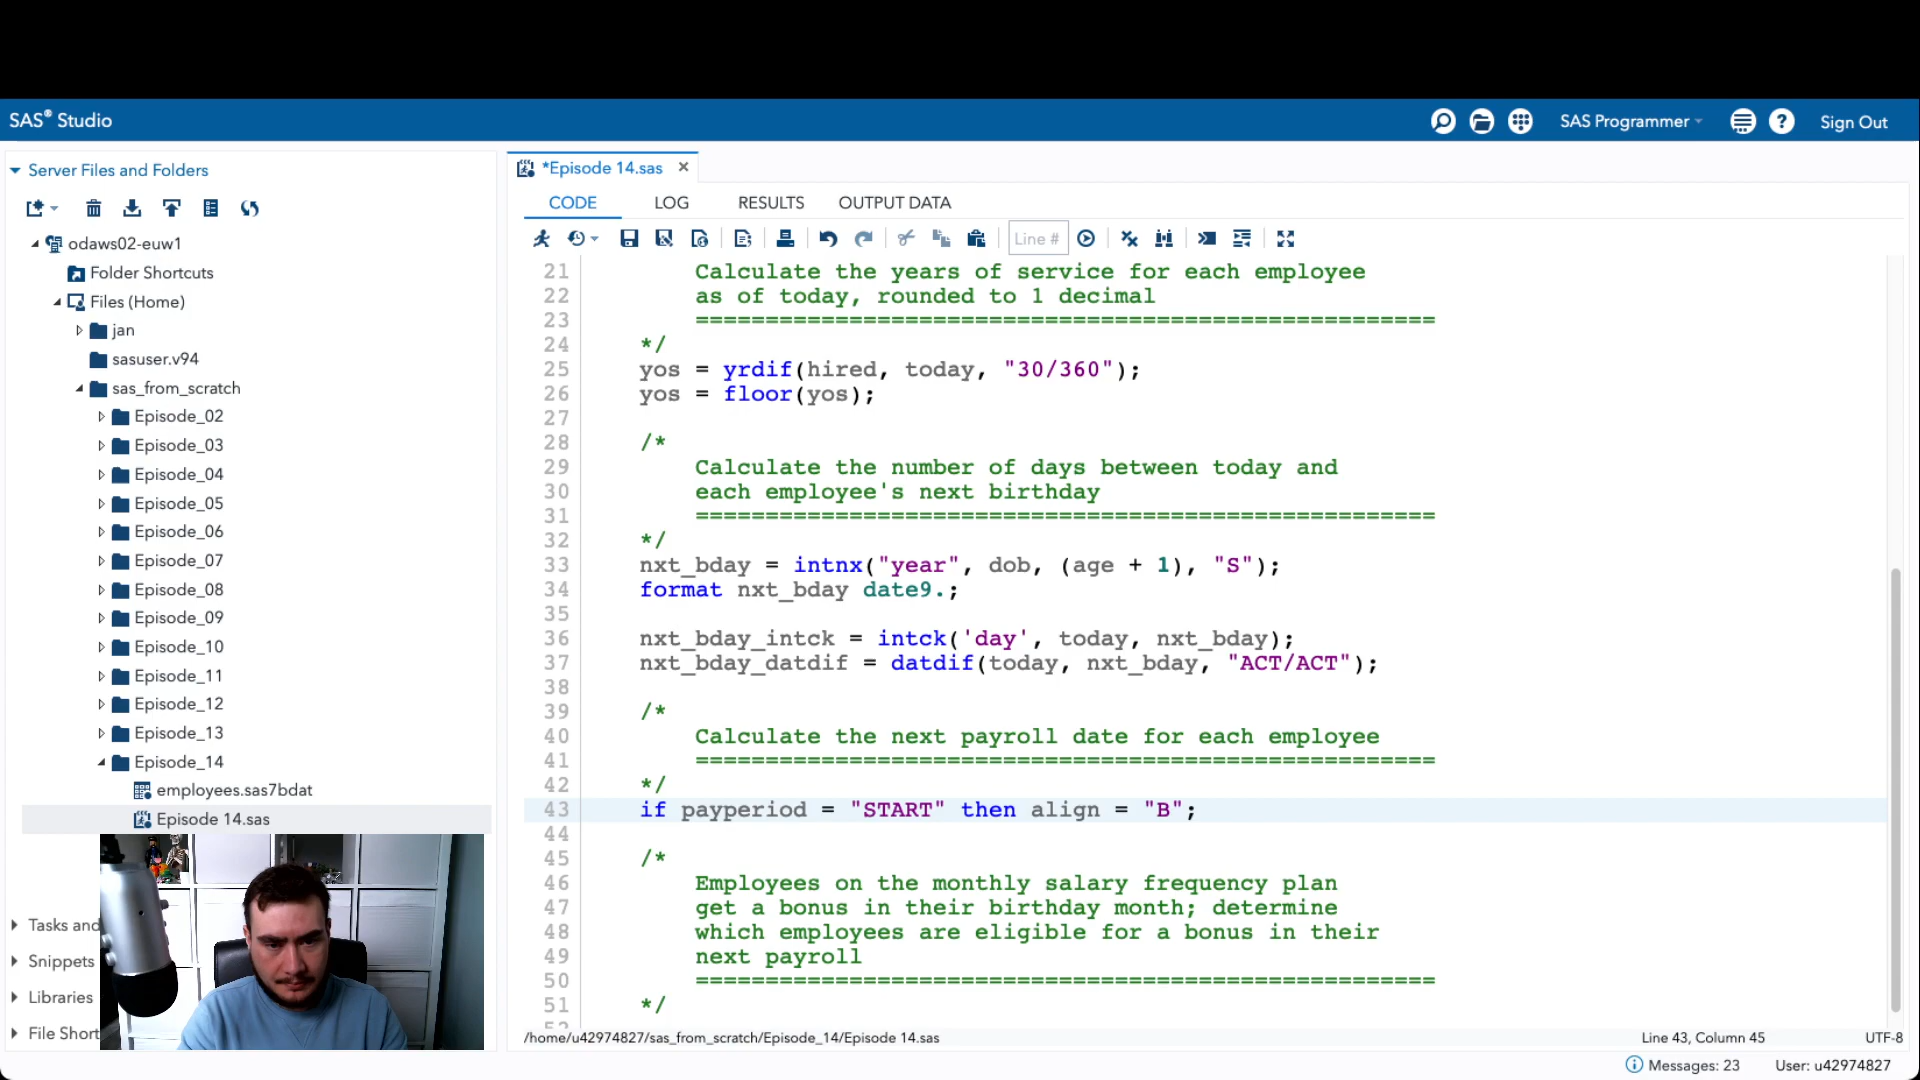 SAS® Studio
SAS Programmer
Sign Out
Server Files and Folders
odaws02-euw1
Folder Shortcuts
Files (Home)
jan
sasuser.v94
sas_from_scratch
Episode_02
Episode_03
Episode_04
Episode_05
Episode_06
Episode_07
Episode_08
Episode_09
Episode_10
Episode_11
Episode_12
Episode_13
Episode_14
employees.sas7bdat
Episode 14.sas
Tasks and
Snippets
Libraries
File Short
*Episode 14.sas
CODE LOG RESULTS OUTPUT DATA
Line #
21 Calculate the years of service for each employee
22 as of today, rounded to 1 decimal
23 =====================================================
24 */
25 yos = yrdif(hired, today, "30/360");
26 yos = floor(yos);
27
28 /*
29 Calculate the number of days between today and
30 each employee's next birthday
31 =====================================================
32 */
33 nxt_bday = intnx("year", dob, (age + 1), "S");
34 format nxt_bday date9.;
35
36 nxt_bday_intck = intck('day', today, nxt_bday);
37 nxt_bday_datdif = datdif(today, nxt_bday, "ACT/ACT");
38
39 /*
40 Calculate the next payroll date for each employee
41 =====================================================
42 */
43 if payperiod = "START" then align = "B";
44
45 /*
46 Employees on the monthly salary frequency plan
47 get a bonus in their birthday month; determine
48 which employees are eligible for a bonus in their
49 next payroll
50 =====================================================
51 */
52
/home/u42974827/sas_from_scratch/Episode_14/Episode 14.sas
Line 43, Column 45
UTF-8
Messages: 23
User: u42974827